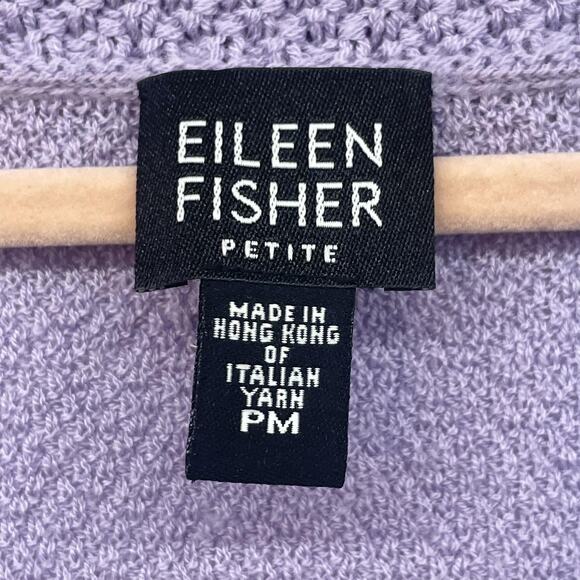 EILEEN
FISHER
PETITE
MADE IN
HONG KONG
OF
ITALIAN
YARN
PM